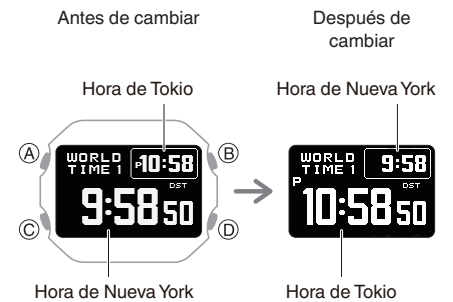 Antes de cambiar
Después de
cambiar
Hora de Tokio
Hora de Nueva York
A
B
C
D
WORLD
TIME 1
P10:58
DST
9:58 50
WORLD
TIME 1
9:58
P
DST
10:58 50
Hora de Nueva York
Hora de Tokio